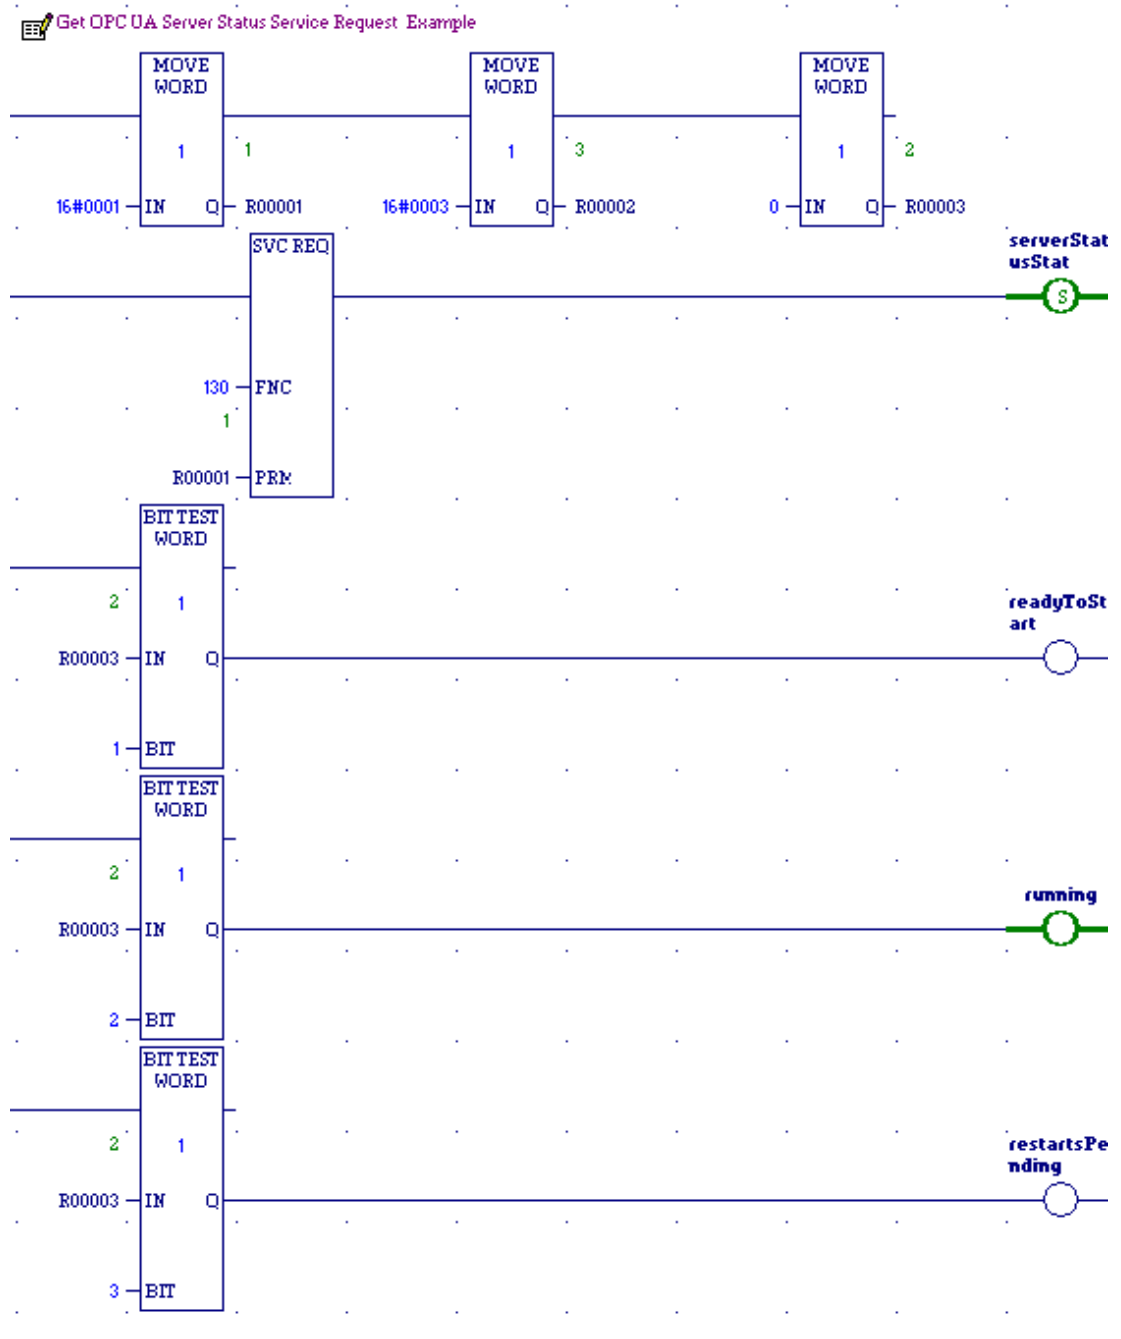 Get OPC UA Server Status Service Request Example
MOVE WORD MOVE WORD MOVE WORD
1 1 1 3 1 2
16#0001 IN Q R00001 16#0003 IN Q R00002 0 IN Q R00003
SVC REQ
serverStat
usStat
S
130 FNC
1
R00001 PRM
BIT TEST
WORD
2 1
readyToSt
art
R00003 IN Q
1 BIT
BIT TEST
WORD
2 1
running
R00003 IN Q
2 BIT
BIT TEST
WORD
2 1
restartsPe
nding
R00003 IN Q
3 BIT